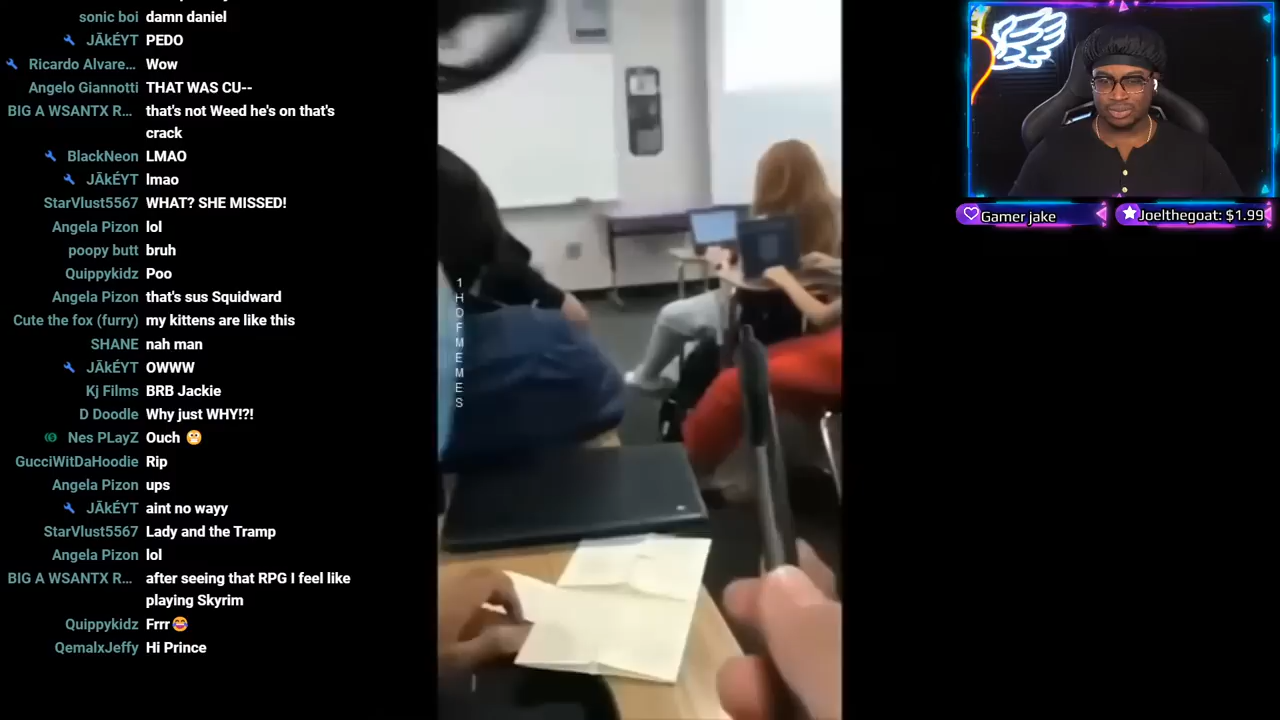 sonic boi damn daniel
JĀkÉYT PEDO
Ricardo Alvare... Wow
Angelo Giannotti THAT WAS CU--
BIG A WSANTX R... that's not Weed he's on that's
crack
BlackNeon LMAO
JĀkÉYT lmao
StarVlust5567 WHAT? SHE MISSED!
Angela Pizon lol
poopy butt bruh
Quippykidz Poo
Angela Pizon that's sus Squidward
Cute the fox (furry) my kittens are like this
SHANE nah man
JĀkÉYT OWWW
Kj Films BRB Jackie
D Doodle Why just WHY!?!
Nes PLayZ Ouch 😬
GucciWitDaHoodie Rip
Angela Pizon ups
JĀkÉYT aint no wayy
StarVlust5567 Lady and the Tramp
Angela Pizon lol
BIG A WSANTX R... after seeing that RPG I feel like
playing Skyrim
Quippykidz Frrr😂
QemalxJeffy Hi Prince
1HOFMEMES
Gamer jake
Joelthegoat: $1.99